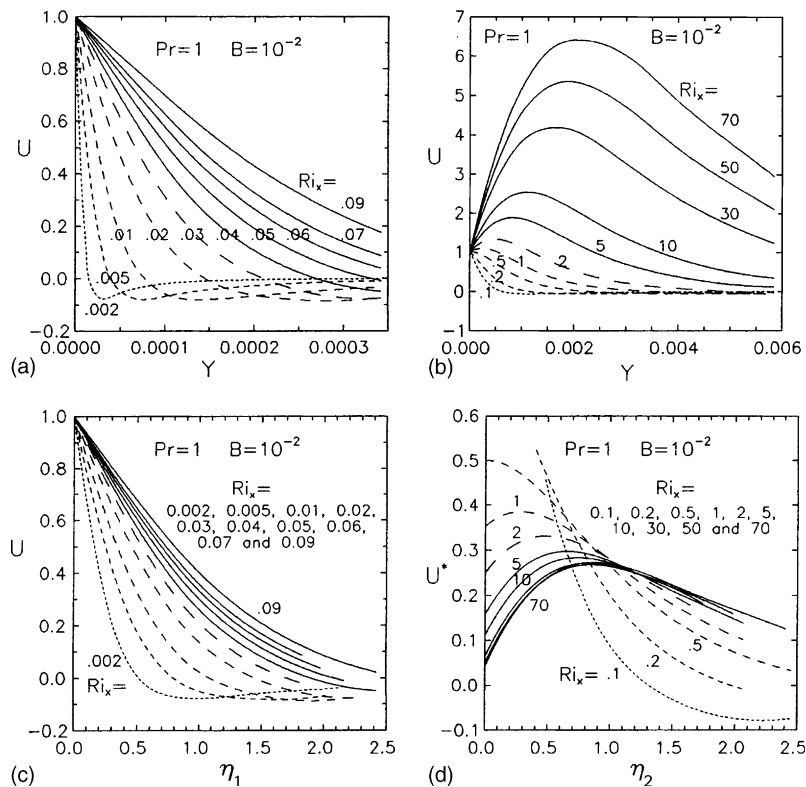 1.0
0.8
0.6
0.4
0.2
0.0
−0.2
U
Pr=1 B=10⁻²
Riₓ=
.09
.01 .02 .03 .04 .05 .06 .07
.005
.002
0.0000 0.0001 0.0002 0.0003
(a)
Y
7
6
5
4
3
2
1
0
−1
U
Pr=1 B=10⁻²
Riₓ=
70
50
30
10
5
.5 1 2
.2
.1
0.000 0.002 0.004 0.006
(b)
Y
1.0
0.8
0.6
0.4
0.2
0.0
−0.2
U
Pr=1 B=10⁻²
Riₓ=
0.002, 0.005, 0.01, 0.02,
0.03, 0.04, 0.05, 0.06,
0.07 and 0.09
.09
.002
Riₓ=
0.0 0.5 1.0 1.5 2.0 2.5
(c)
η₁
0.6
0.5
0.4
0.3
0.2
0.1
0.0
−0.1
U*
Pr=1 B=10⁻²
Riₓ=
0.1, 0.2, 0.5, 1, 2, 5,
10, 30, 50 and 70
1
2
5
10
70
.5
.2
Riₓ= .1
0.0 0.5 1.0 1.5 2.0 2.5
(d)
η₂